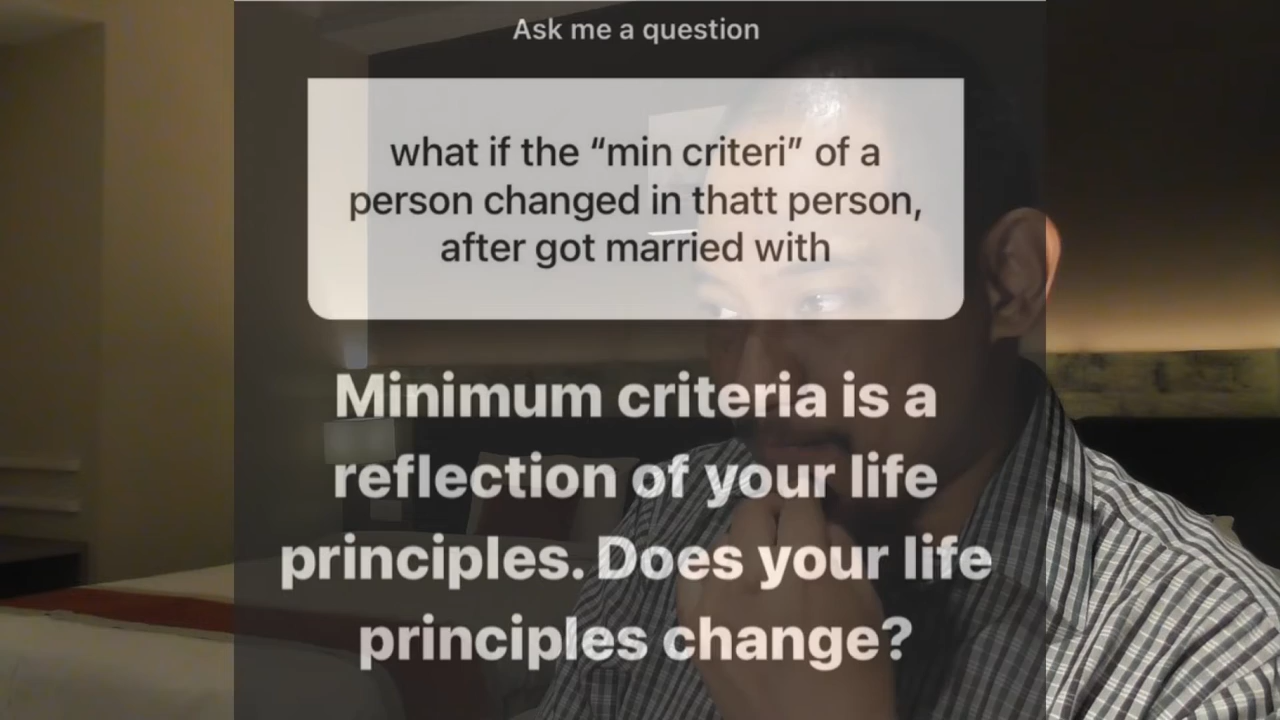 Ask me a question
what if the “min criteri” of a
person changed in thatt person,
after got married with
Minimum criteria is a
reflection of your life
principles. Does your life
principles change?